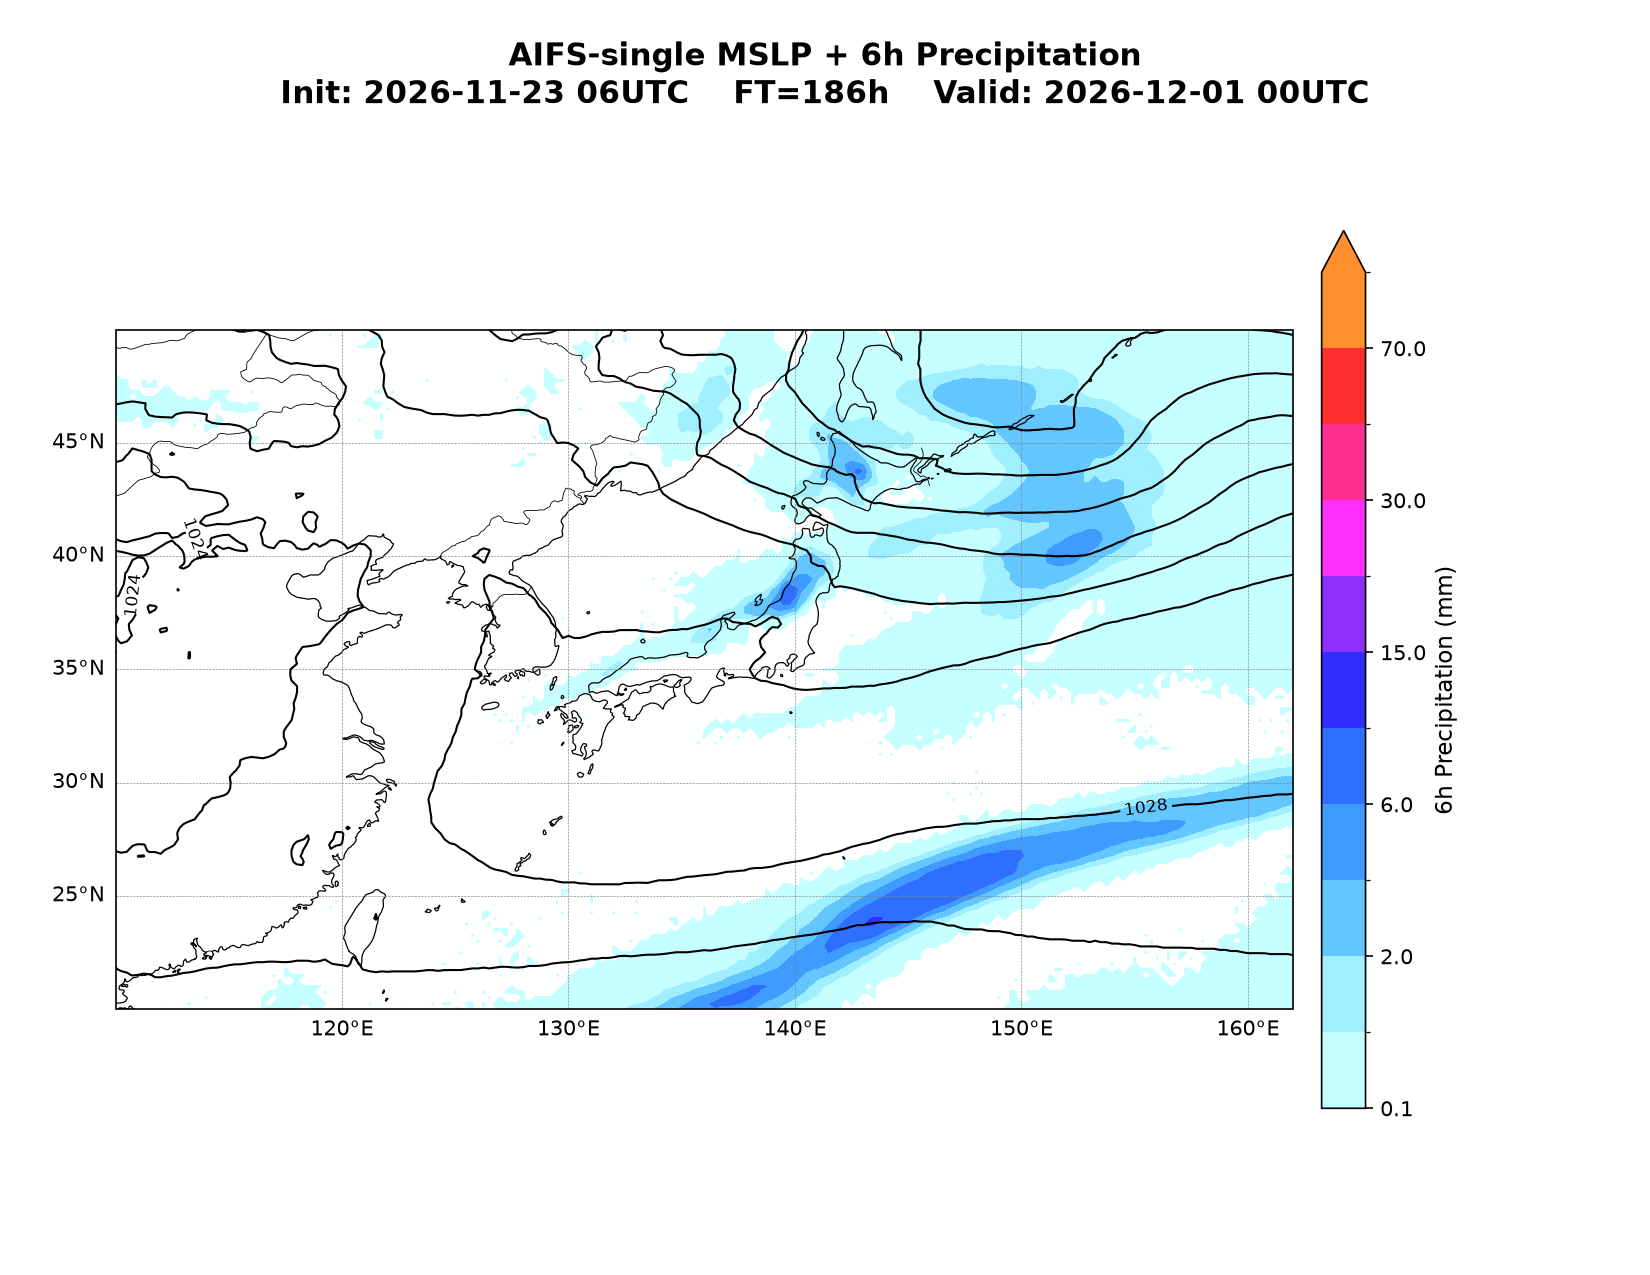 AIFS-single MSLP + 6h Precipitation
Init: 2026-11-23 06UTC    FT=186h    Valid: 2026-12-01 00UTC
70.0
30.0
15.0
6.0
2.0
0.1
6h Precipitation (mm)
45°N
40°N
35°N
30°N
25°N
1024
1024
1028
120°E
130°E
140°E
150°E
160°E